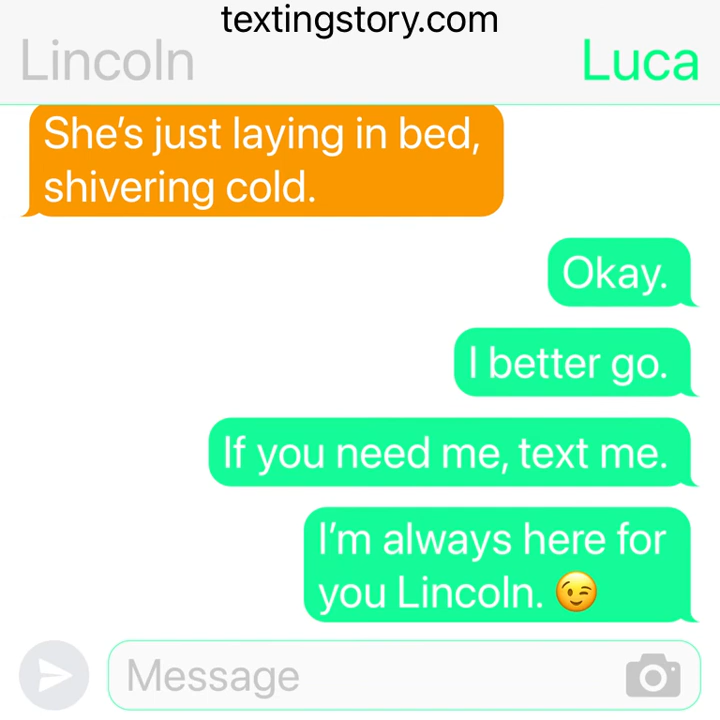 textingstory.com
Lincoln
Luca
She’s just laying in bed,
shivering cold.
Okay.
I better go.
If you need me, text me.
I’m always here for
you Lincoln. 😉
Message